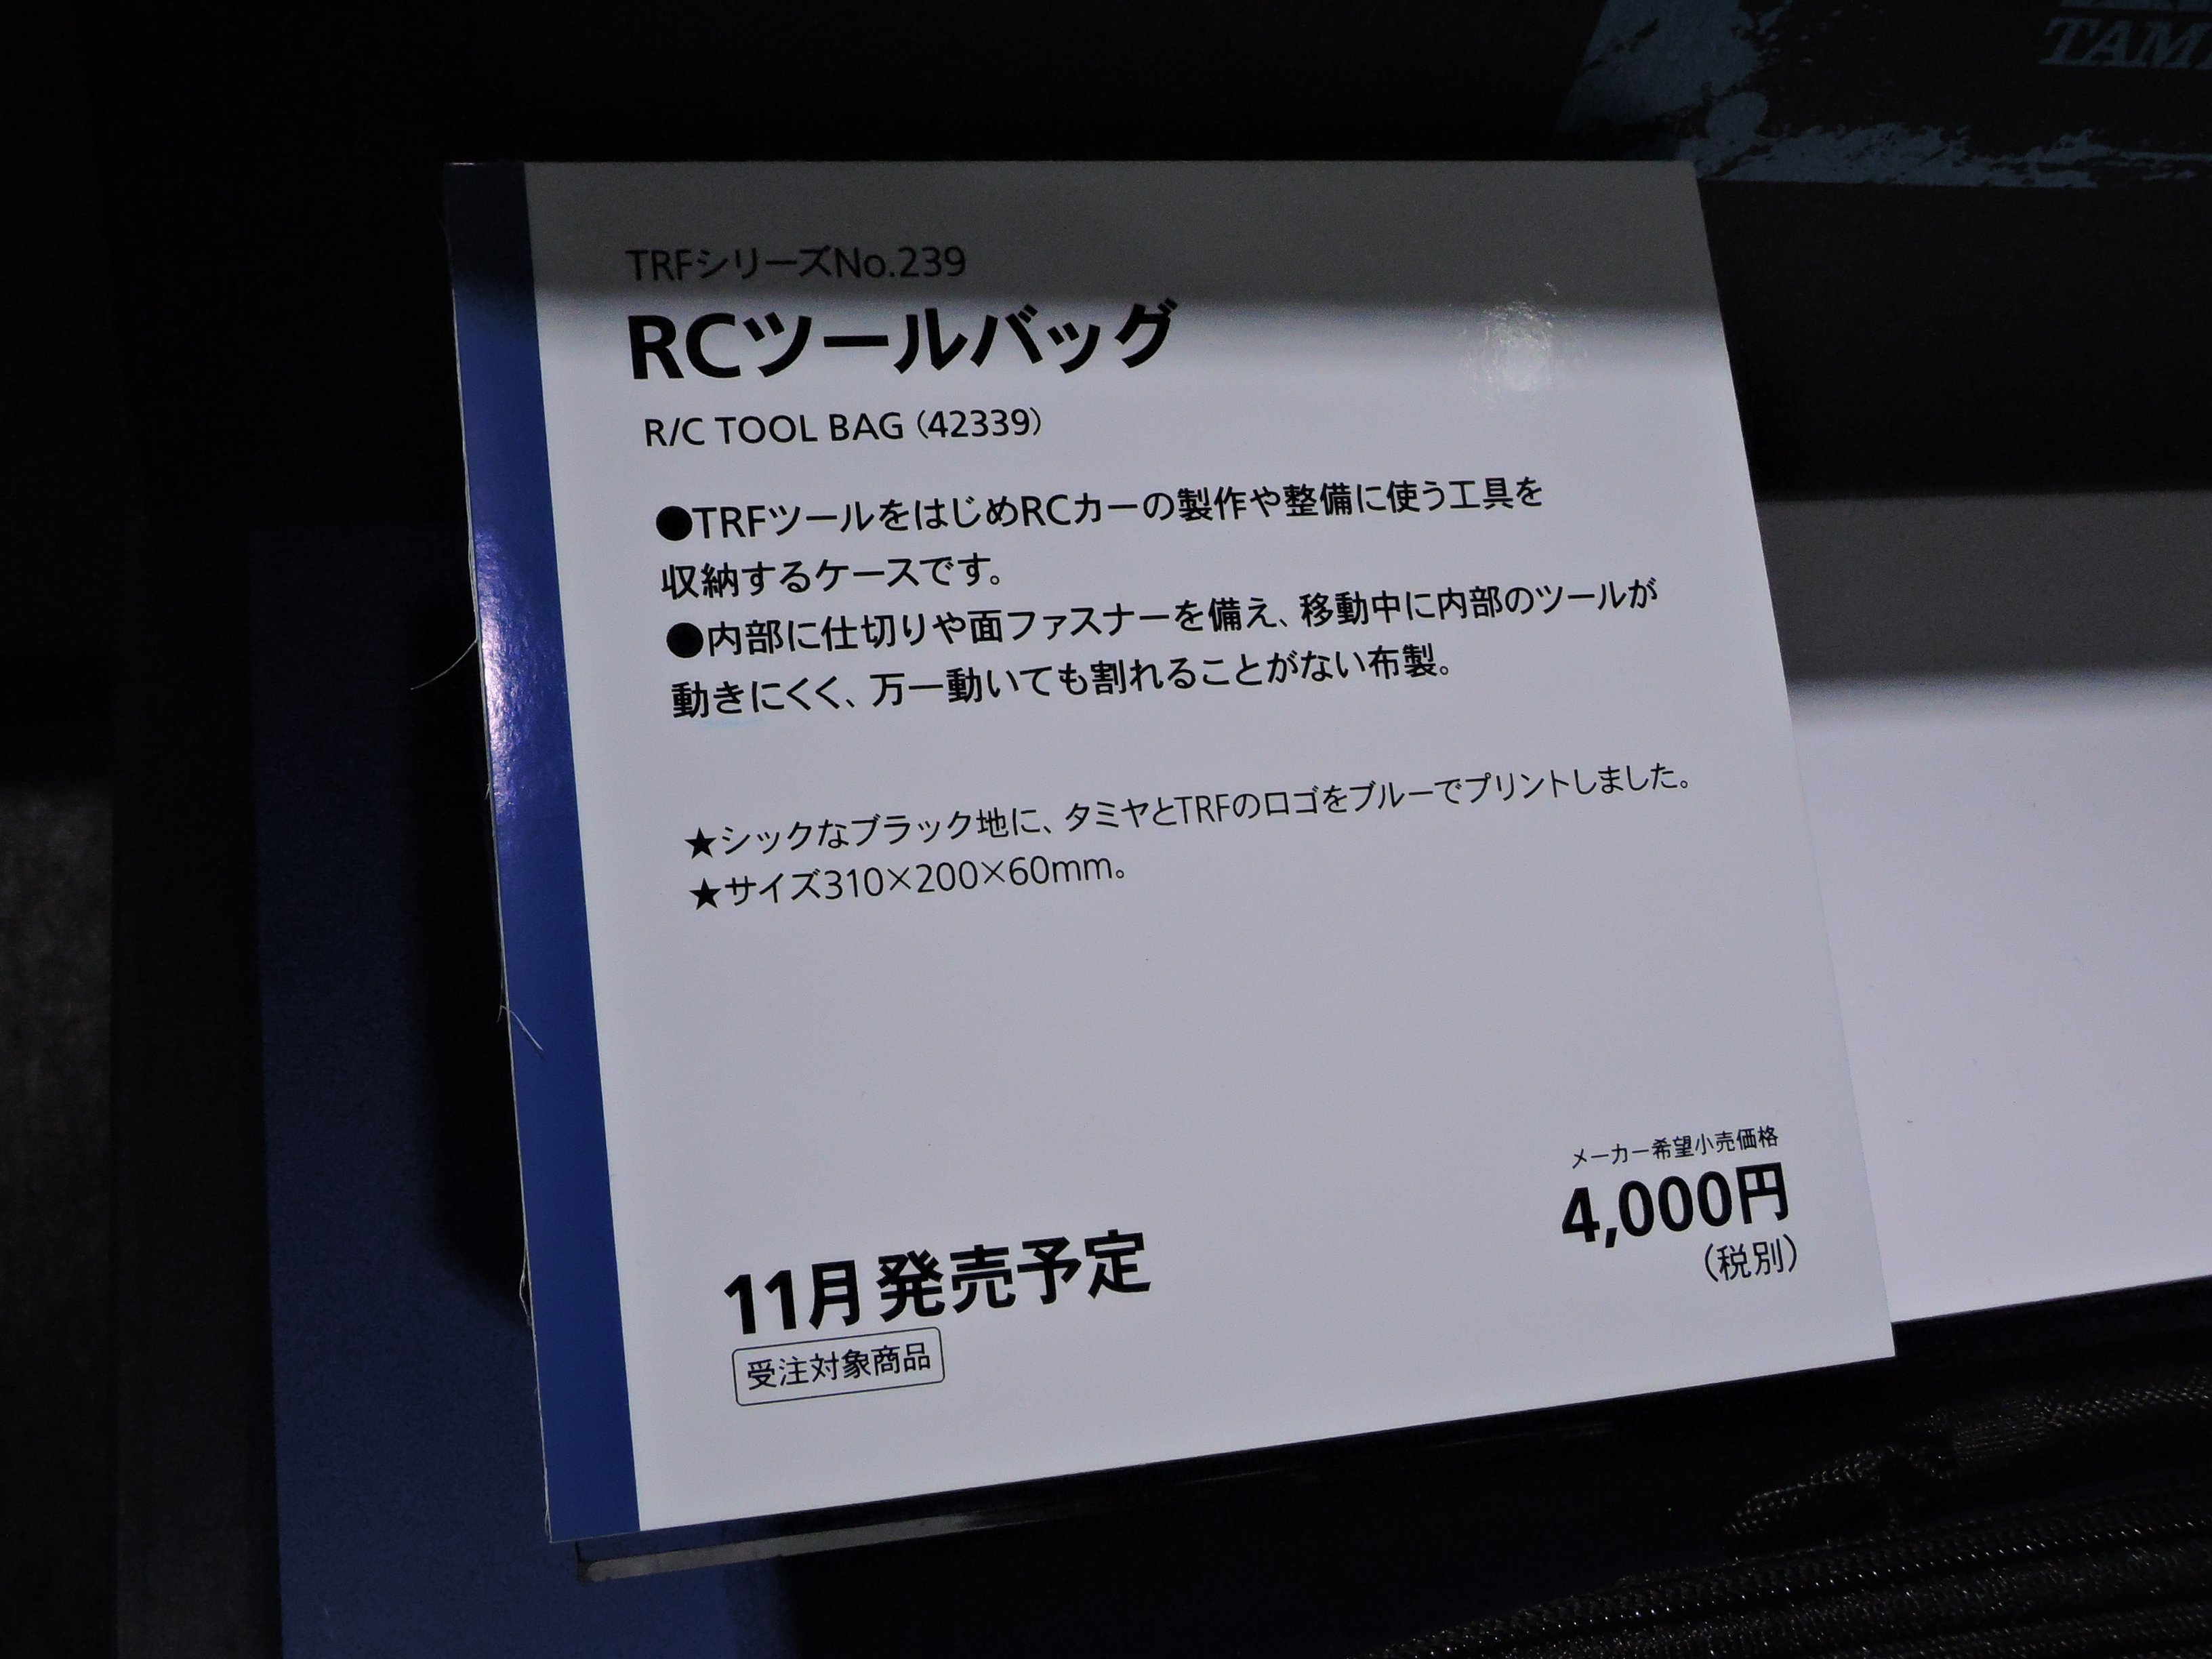 TRFシリーズNo.239
RCツールバッグ
R/C TOOL BAG（42339）
●TRFツールをはじめRCカーの製作や整備に使う工具を
収納するケースです。
●内部に仕切りや面ファスナーを備え、移動中に内部のツールが
動きにくく、万一動いても割れることがない布製。
★シックなブラック地に、タミヤとTRFのロゴをブルーでプリントしました。
★サイズ310×200×60mm。
メーカー希望小売価格
4,000円
（税別）
11月発売予定
受注対象商品